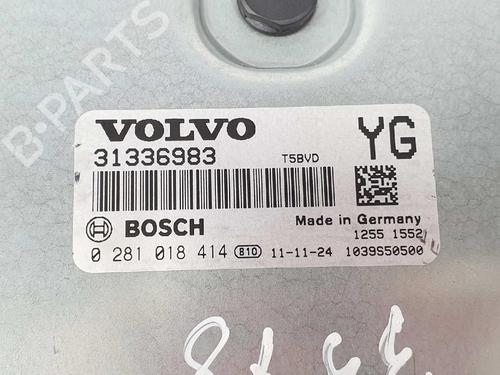 B-PARTS
VOLVO YG
31336983 T5BVD
BOSCH Made in Germany
1255 1552
0 281 018 414 810 11-11-24 1039S50500